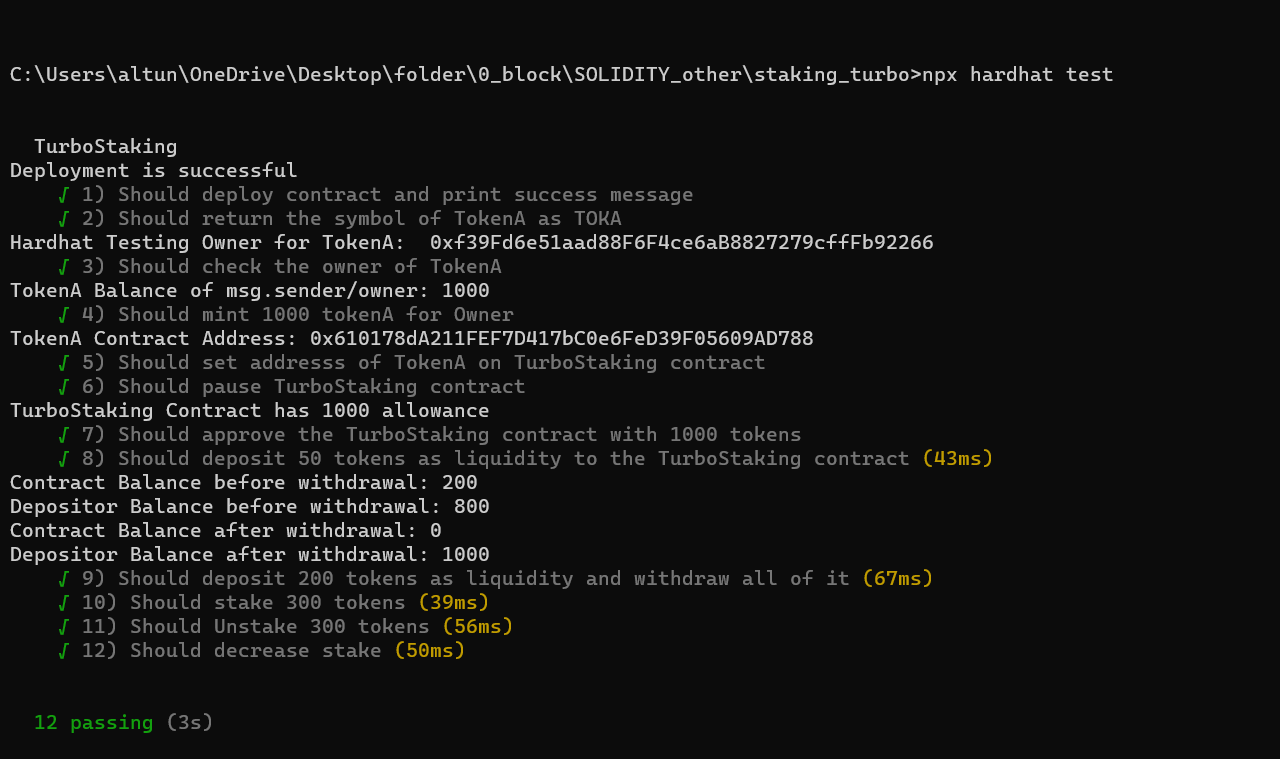 C:\Users\altun\OneDrive\Desktop\folder\0_block\SOLIDITY_other\staking_turbo>npx hardhat test
TurboStaking
Deployment is successful
√ 1) Should deploy contract and print success message
√ 2) Should return the symbol of TokenA as TOKA
Hardhat Testing Owner for TokenA:  0xf39Fd6e51aad88F6F4ce6aB8827279cffFb92266
√ 3) Should check the owner of TokenA
TokenA Balance of msg.sender/owner: 1000
√ 4) Should mint 1000 tokenA for Owner
TokenA Contract Address: 0x610178dA211FEF7D417bC0e6FeD39F05609AD788
√ 5) Should set addresss of TokenA on TurboStaking contract
√ 6) Should pause TurboStaking contract
TurboStaking Contract has 1000 allowance
√ 7) Should approve the TurboStaking contract with 1000 tokens
√ 8) Should deposit 50 tokens as liquidity to the TurboStaking contract (43ms)
Contract Balance before withdrawal: 200
Depositor Balance before withdrawal: 800
Contract Balance after withdrawal: 0
Depositor Balance after withdrawal: 1000
√ 9) Should deposit 200 tokens as liquidity and withdraw all of it (67ms)
√ 10) Should stake 300 tokens (39ms)
√ 11) Should Unstake 300 tokens (56ms)
√ 12) Should decrease stake (50ms)
12 passing (3s)